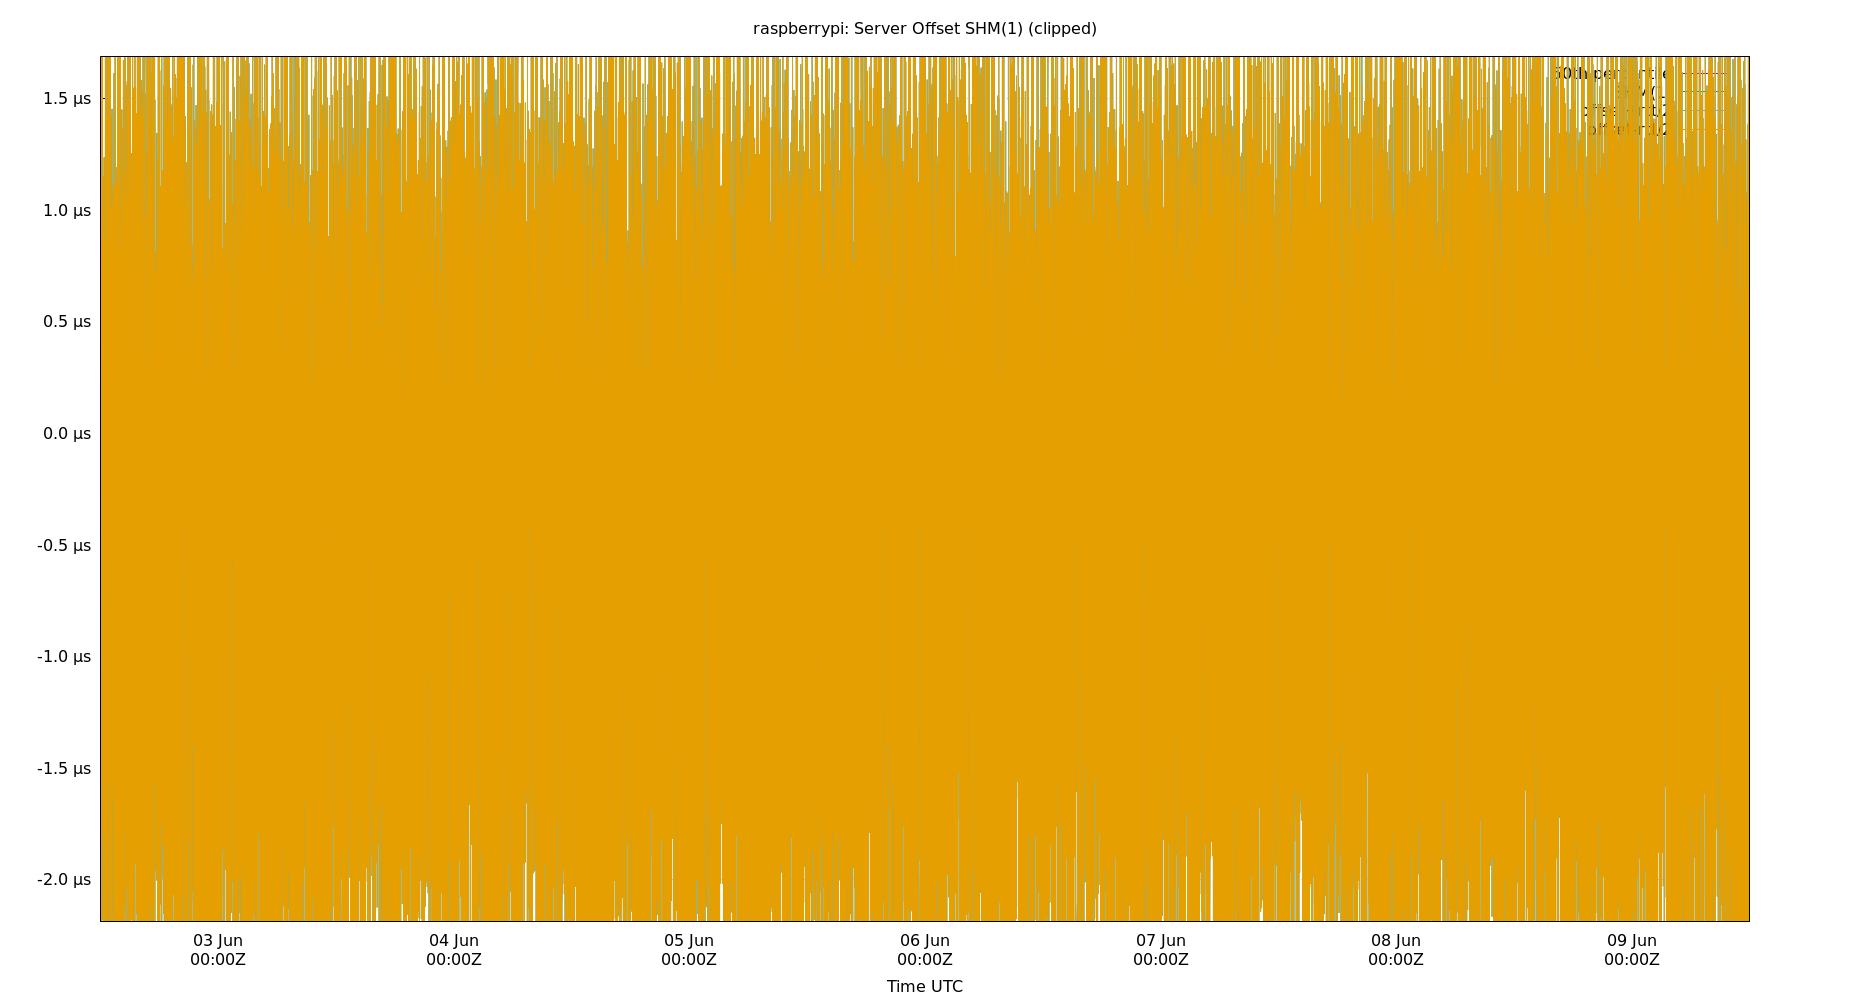 raspberrypi: Server Offset SHM(1) (clipped)
1.5 µs
1.0 µs
0.5 µs
0.0 µs
-0.5 µs
-1.0 µs
-1.5 µs
-2.0 µs
03 Jun 04 Jun 05 Jun 06 Jun 07 Jun 08 Jun 09 Jun
00:00Z 00:00Z 00:00Z 00:00Z 00:00Z 00:00Z 00:00Z
Time UTC